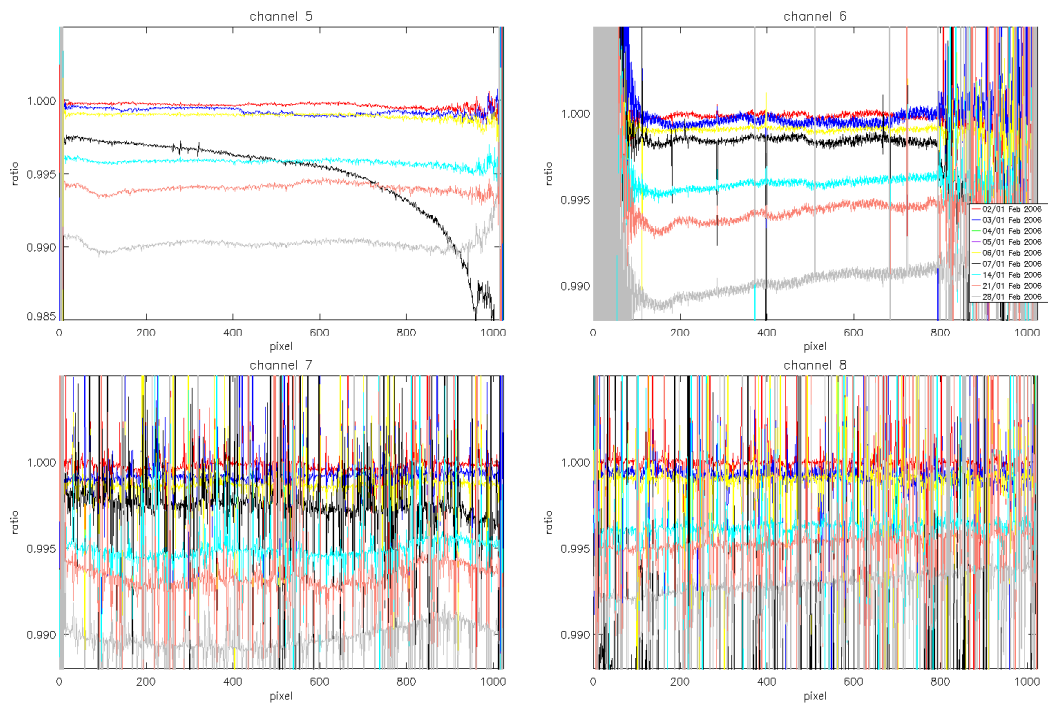 channel 5
channel 6
1.000
0.995
0.990
0.985
ratio
0 200 400 600 800 1000
pixel
1.000
0.995
0.990
ratio
02/01 Feb 2006
03/01 Feb 2006
04/01 Feb 2006
05/01 Feb 2006
06/01 Feb 2006
07/01 Feb 2006
14/01 Feb 2006
21/01 Feb 2006
28/01 Feb 2006
0 200 400 600 800 1000
pixel
channel 7
channel 8
1.000
0.995
0.990
ratio
0 200 400 600 800 1000
pixel
1.000
0.995
0.990
ratio
0 200 400 600 800 1000
pixel